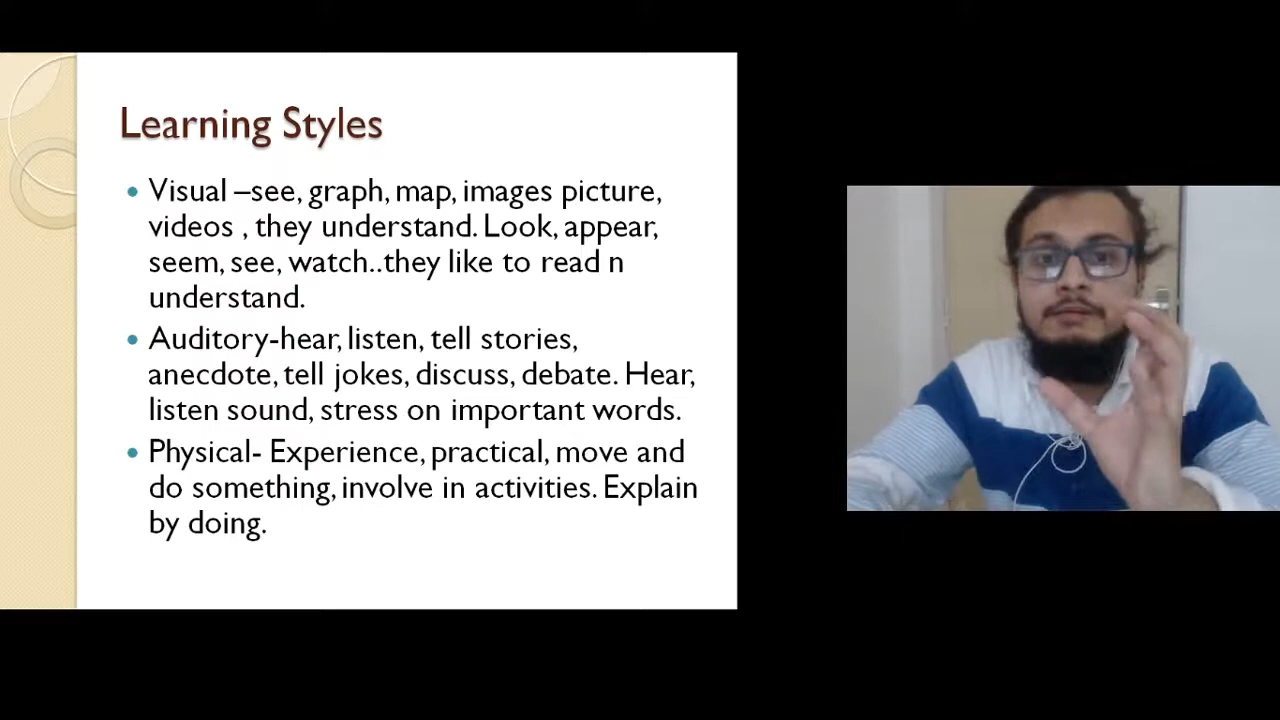 Learning Styles
Visual –see, graph, map, images picture,
videos , they understand. Look, appear,
seem, see, watch..they like to read n
understand.
Auditory-hear, listen, tell stories,
anecdote, tell jokes, discuss, debate. Hear,
listen sound, stress on important words.
Physical- Experience, practical, move and
do something, involve in activities. Explain
by doing.